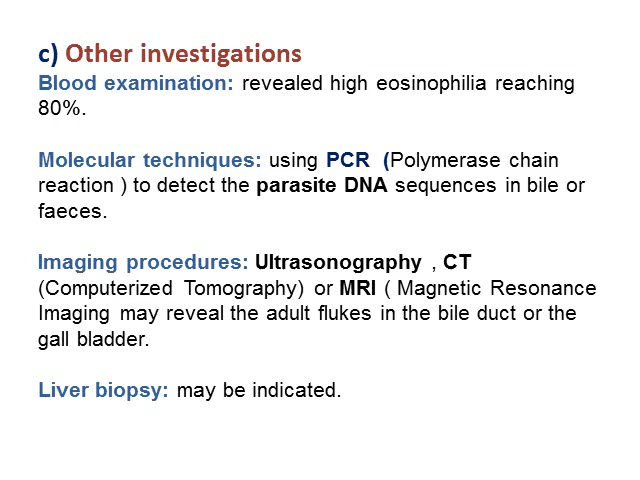 c) Other investigations
Blood examination: revealed high eosinophilia reaching
80%.
Molecular techniques: using PCR (Polymerase chain
reaction ) to detect the parasite DNA sequences in bile or
faeces.
Imaging procedures: Ultrasonography , CT
(Computerized Tomography) or MRI ( Magnetic Resonance
Imaging may reveal the adult flukes in the bile duct or the
gall bladder.
Liver biopsy: may be indicated.